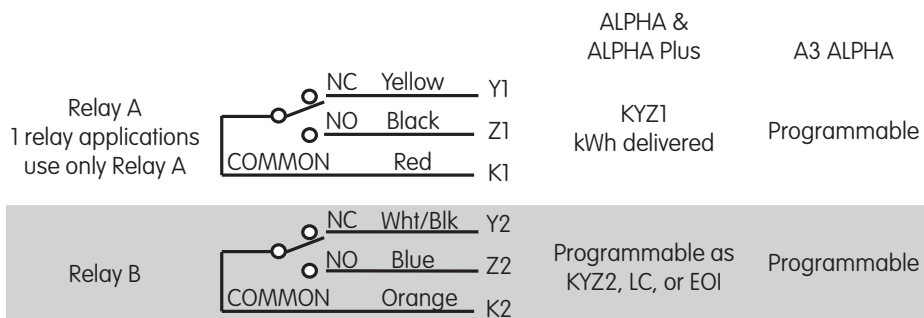 ALPHA &
ALPHA Plus
A3 ALPHA
Relay A
1 relay applications
use only Relay A
NC Yellow Y1
NO Black Z1
COMMON Red K1
KYZ1
kWh delivered
Programmable
Relay B
NC Wht/Blk Y2
NO Blue Z2
COMMON Orange K2
Programmable as
KYZ2, LC, or EOI
Programmable